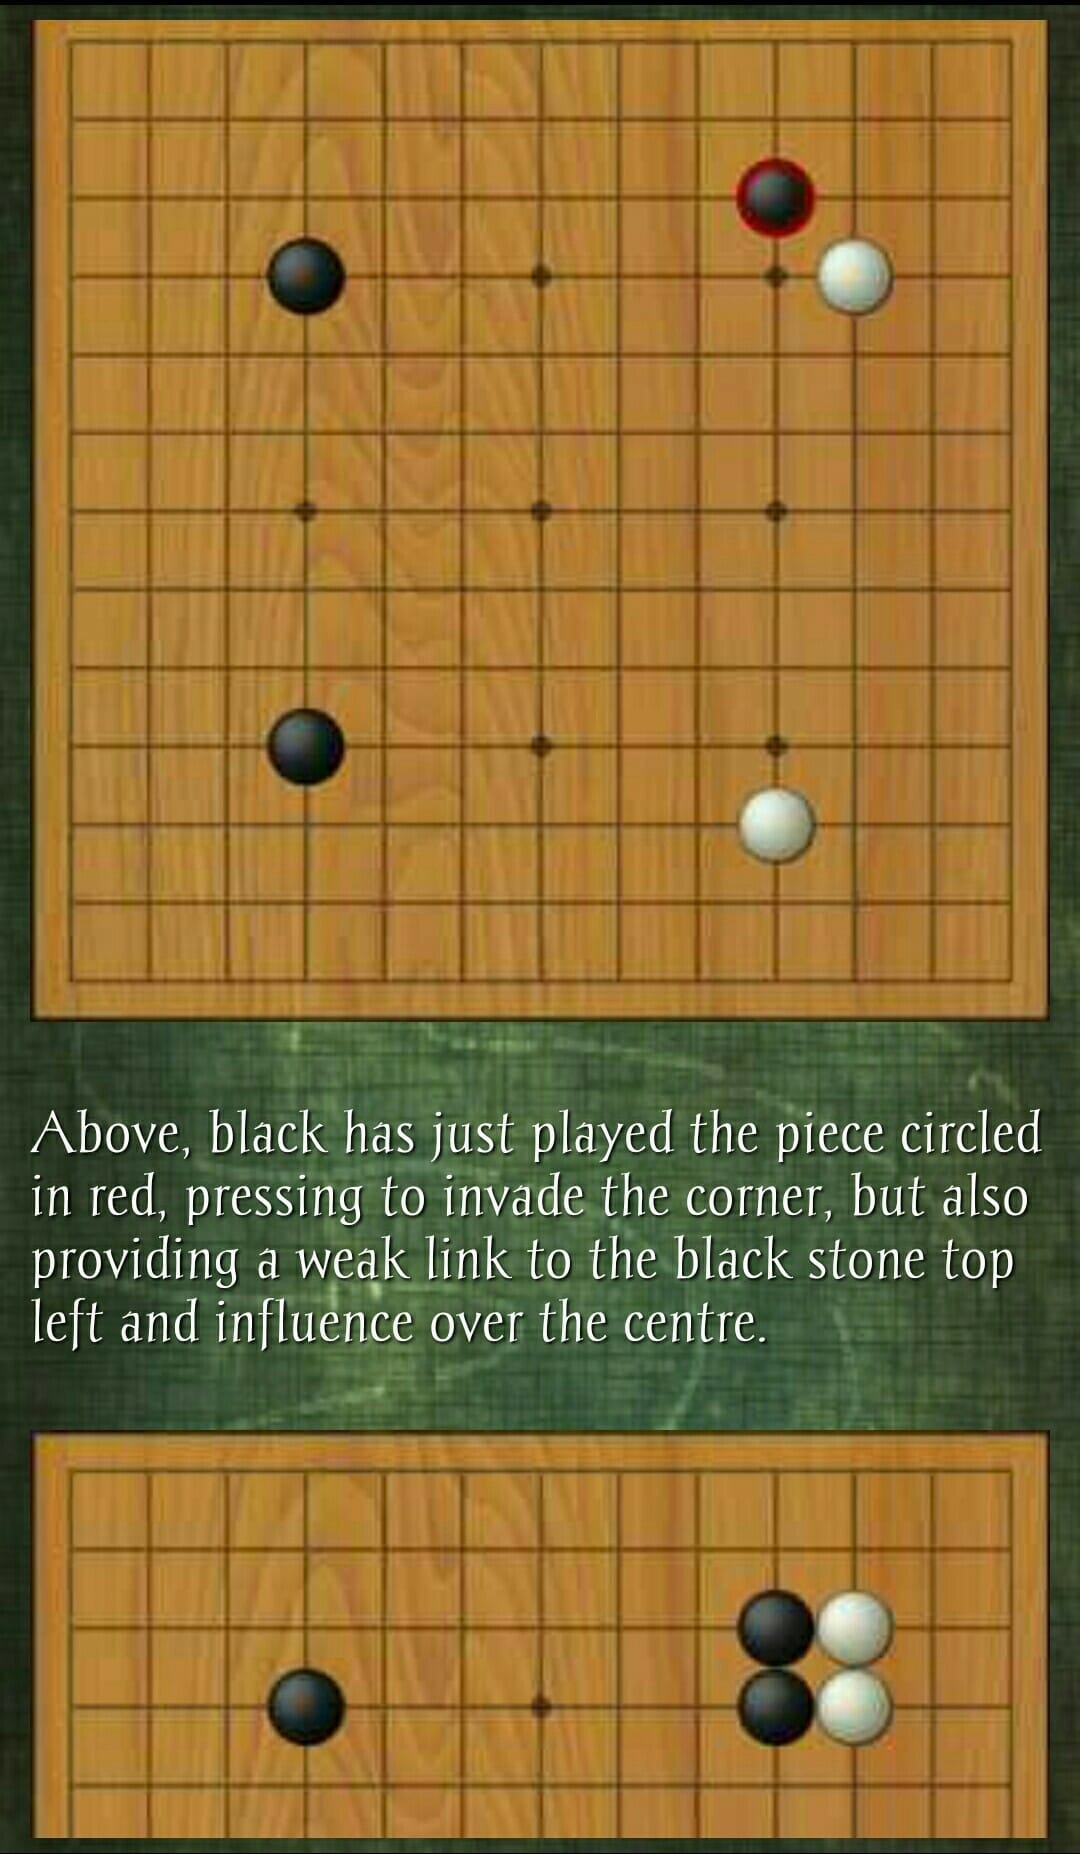 Above, black has just played the piece circled
in red, pressing to invade the corner, but also
providing a weak link to the black stone top
left and influence over the centre.